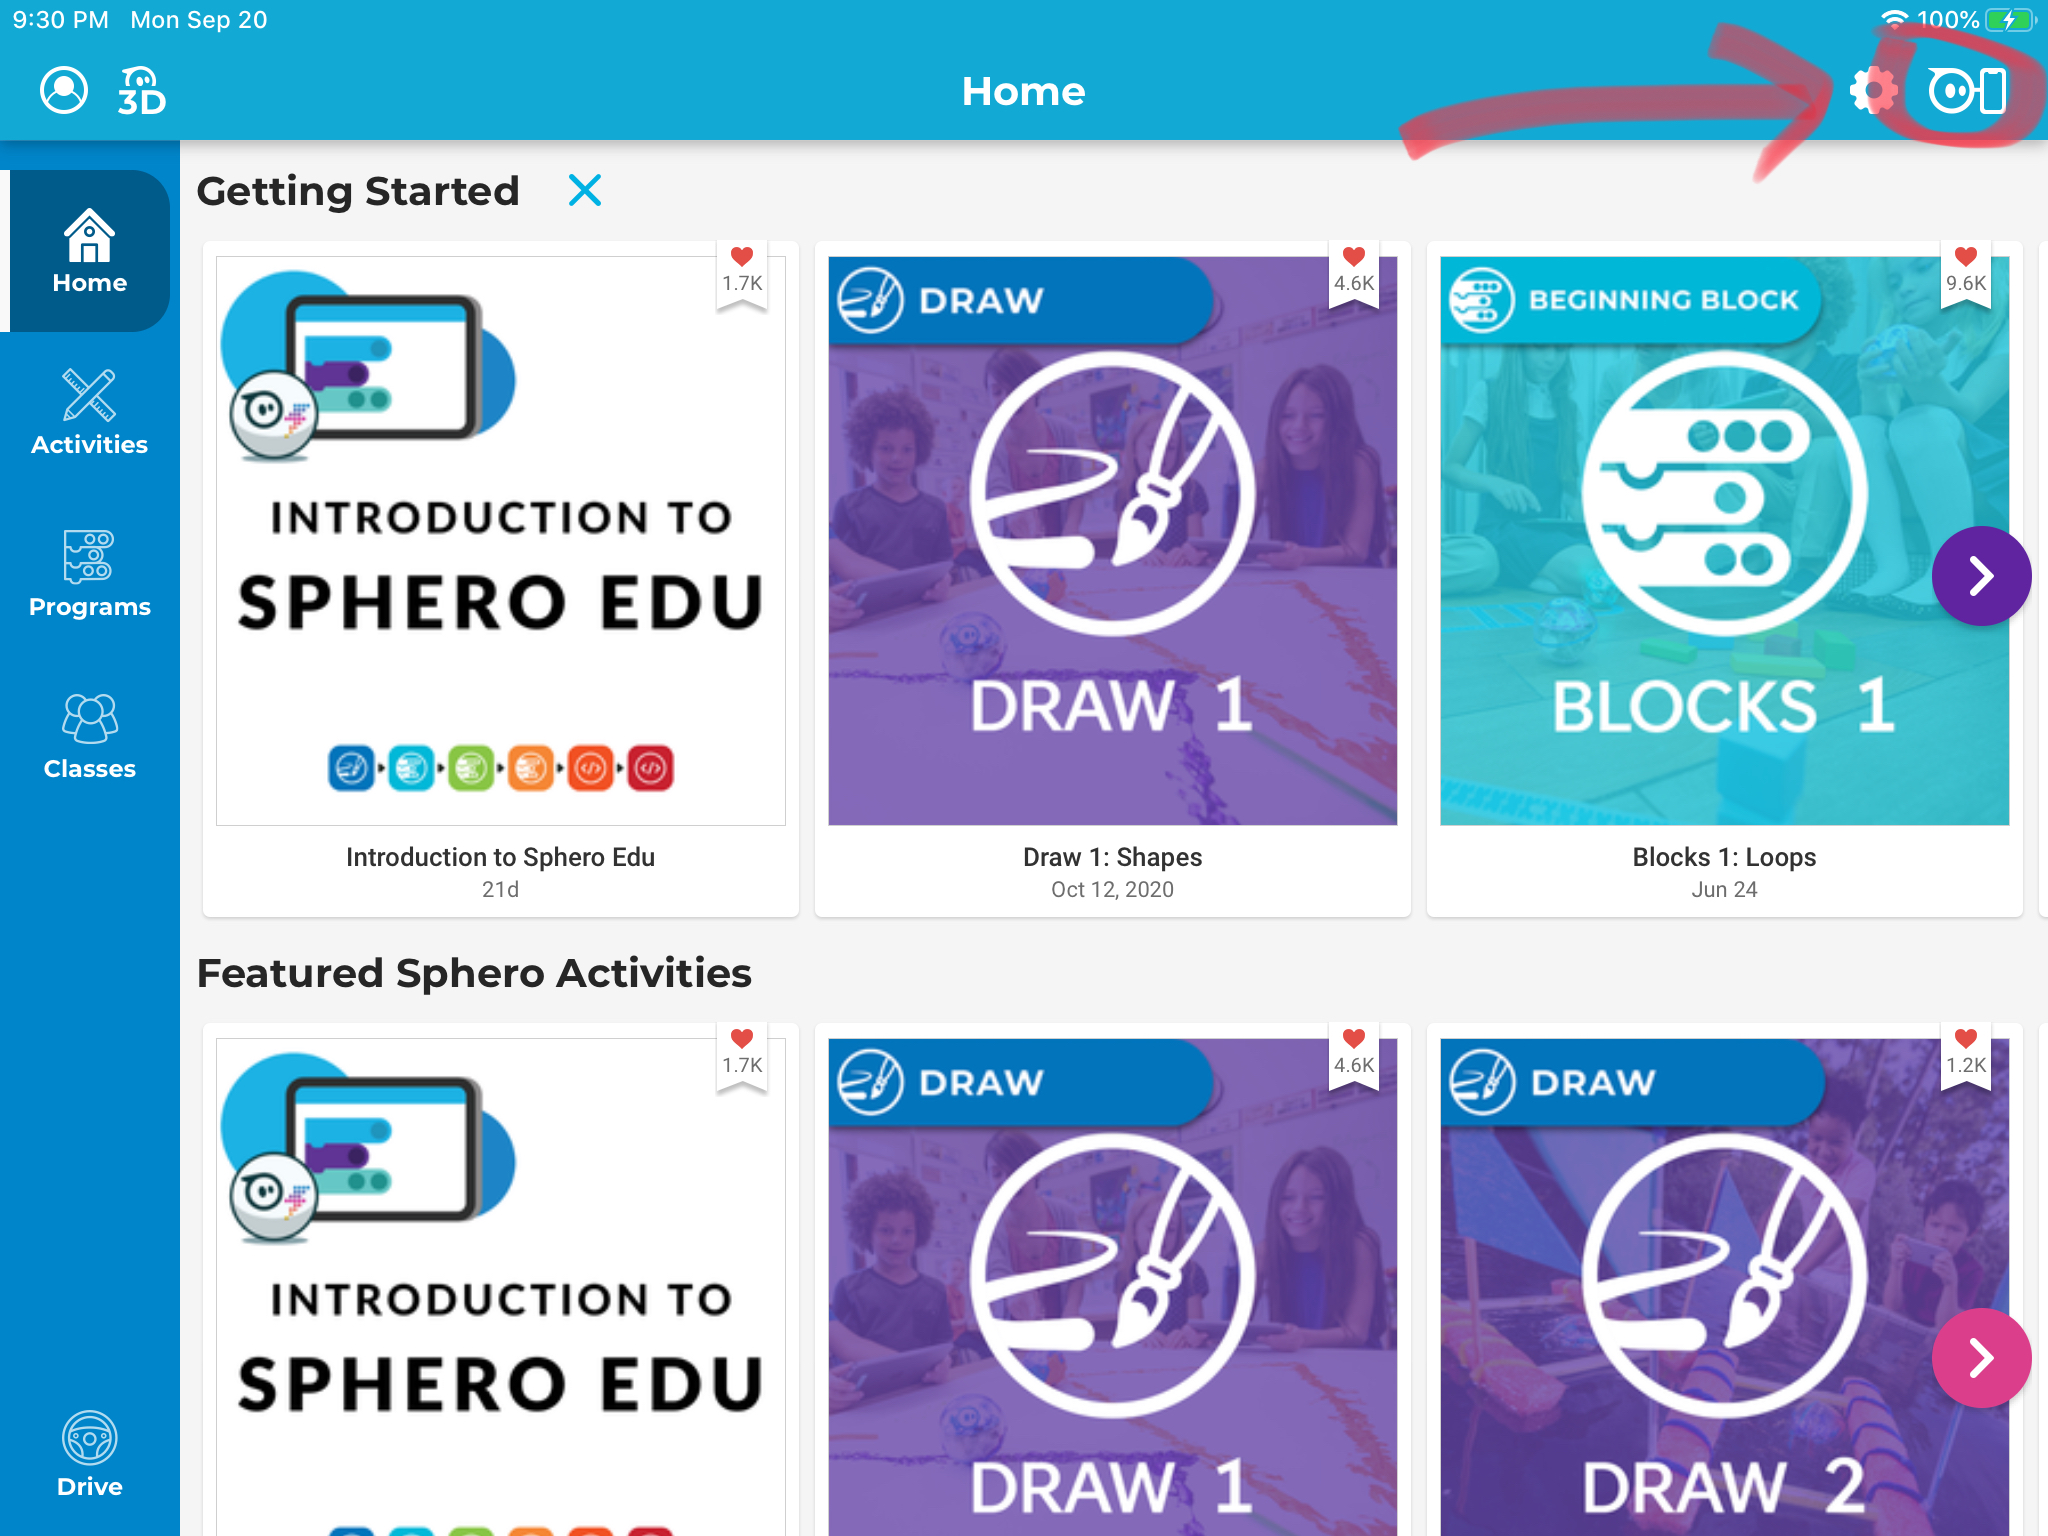 9:30 PM Mon Sep 20
100%
3D
Home
Getting Started
Home
Activities
Programs
Classes
Drive
1.7K
INTRODUCTION TO
SPHERO EDU
Introduction to Sphero Edu
21d
DRAW
4.6K
DRAW 1
Draw 1: Shapes
Oct 12, 2020
BEGINNING BLOCK
9.6K
BLOCKS 1
Blocks 1: Loops
Jun 24
Featured Sphero Activities
1.7K
INTRODUCTION TO
SPHERO EDU
DRAW
4.6K
DRAW 1
DRAW
1.2K
DRAW 2